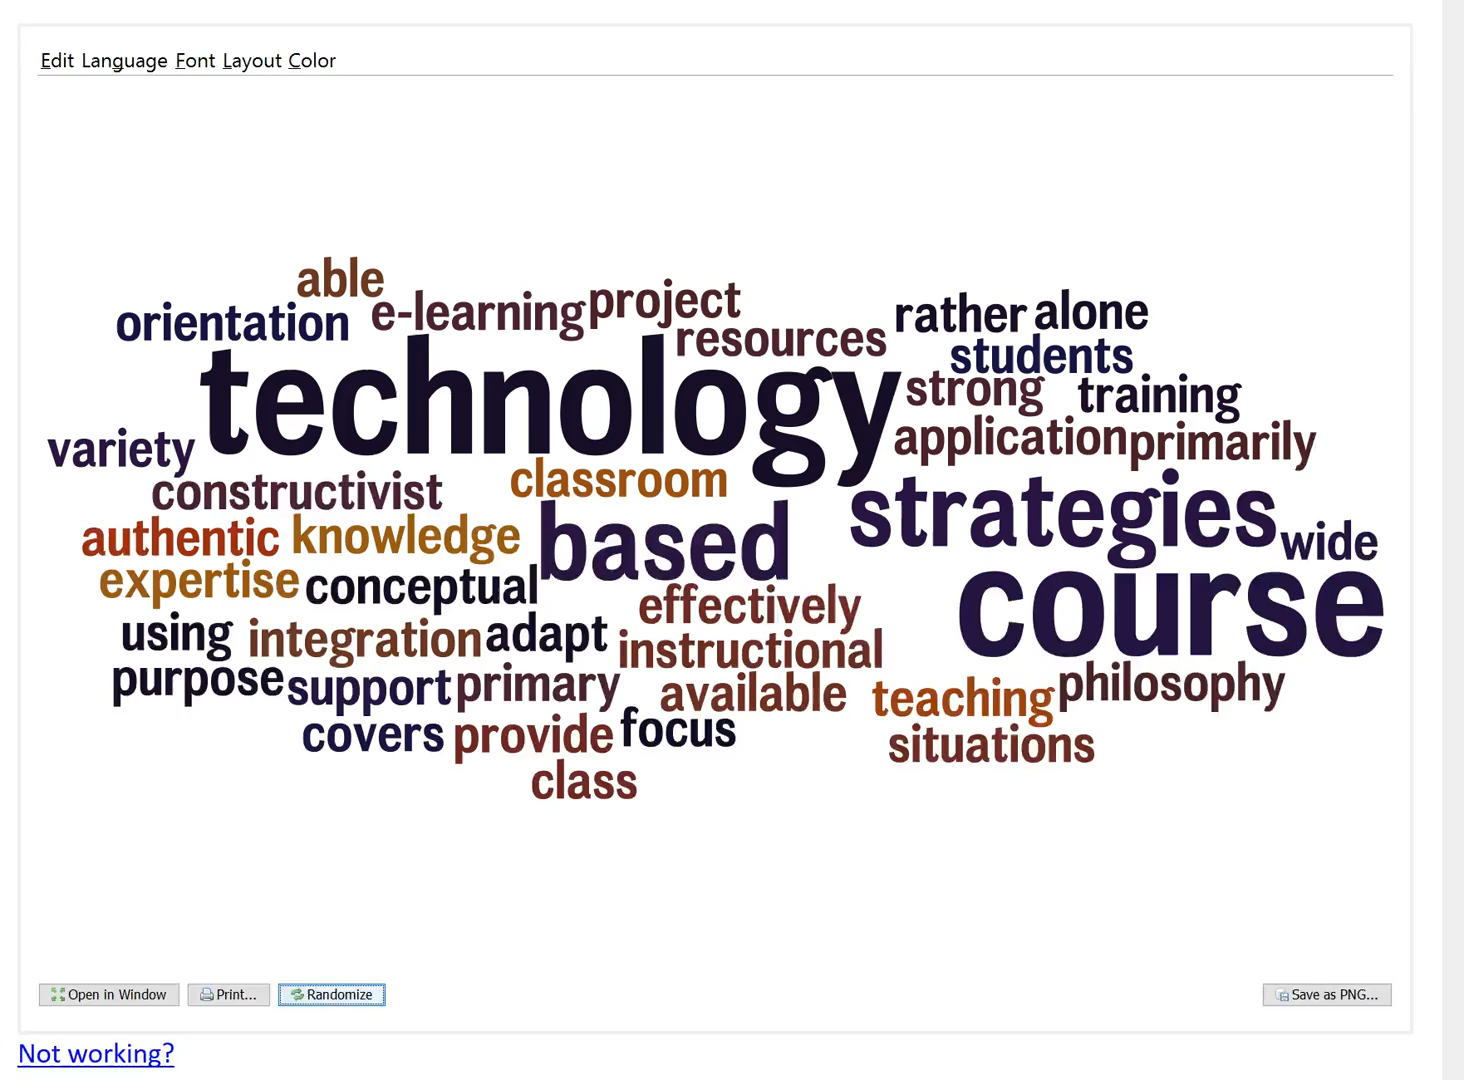 Edit Language Font Layout Color
able
orientation e-learning project rather alone
resources students
technology strong training
variety application primarily
constructivist classroom strategies
authentic knowledge based wide
expertise conceptual effectively course
using integration adapt instructional
purpose support primary available teaching philosophy
covers provide focus situations
class
Open in Window Print... Randomize Save as PNG...
Not working?